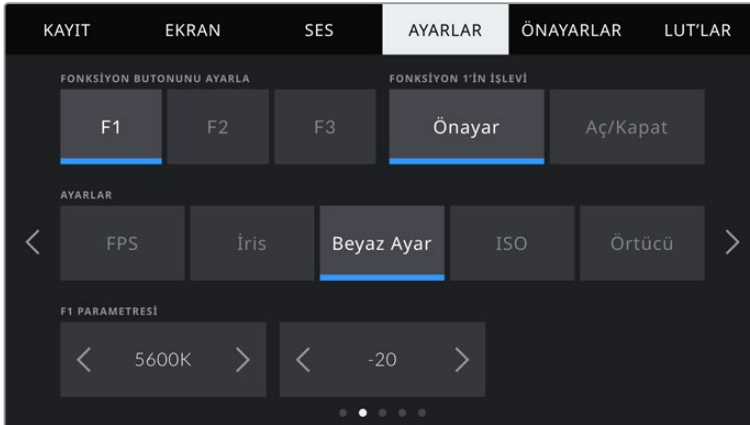 KAYIT EKRAN SES AYARLAR ÖNAYARLAR LUT'LAR
FONKSİYON BUTONUNU AYARLA FONKSİYON 1'İN İŞLEVİ
F1 F2 F3 Önayar Aç/Kapat
AYARLAR
FPS İris Beyaz Ayar ISO Örtücü
F1 PARAMETRESİ
5600K -20